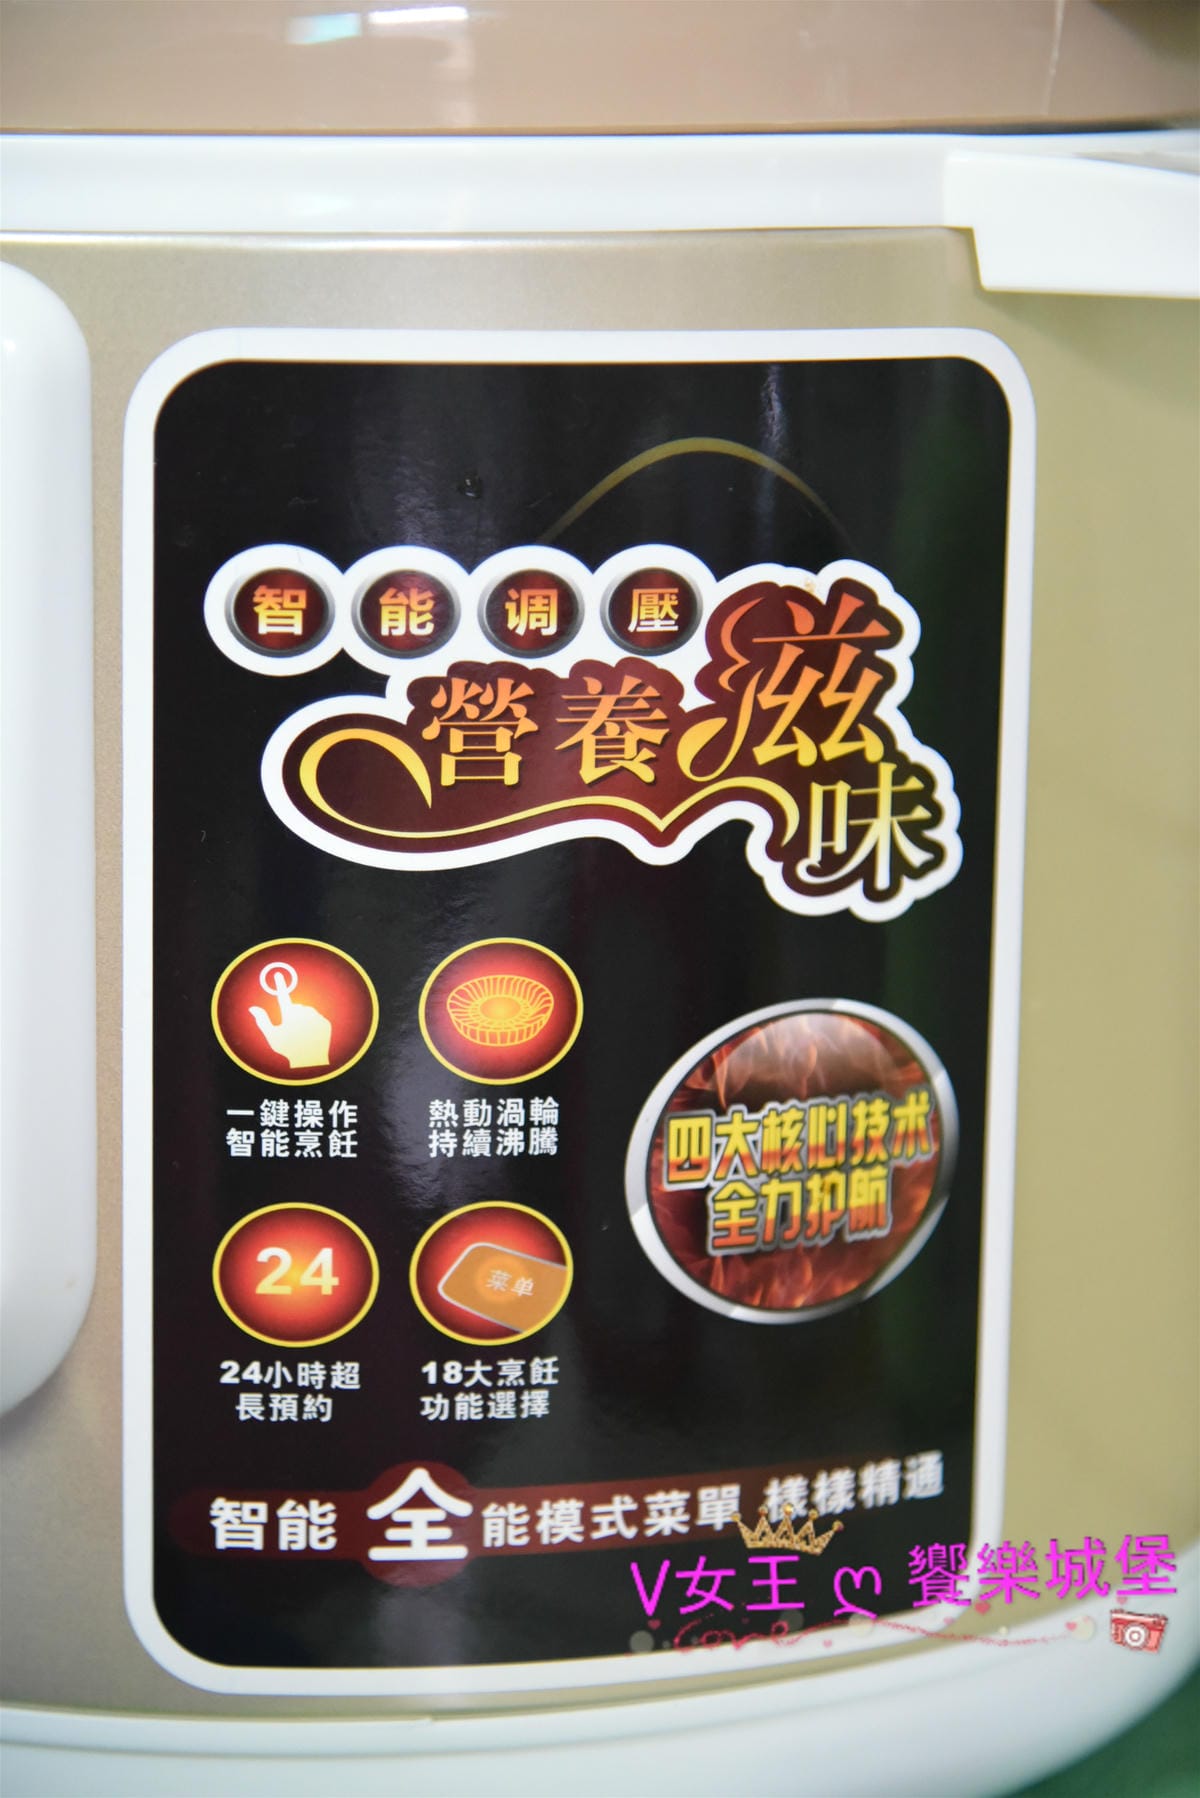 智能调壓
營養滋味
一鍵操作
智能烹飪
熱動渦輪
持續沸騰
四大核心技术
全力护航
24
菜单
24小時超
長預約
18大烹飪
功能選擇
智能 全能模式菜單 樣樣精通
V女王 ღ 饗樂城堡